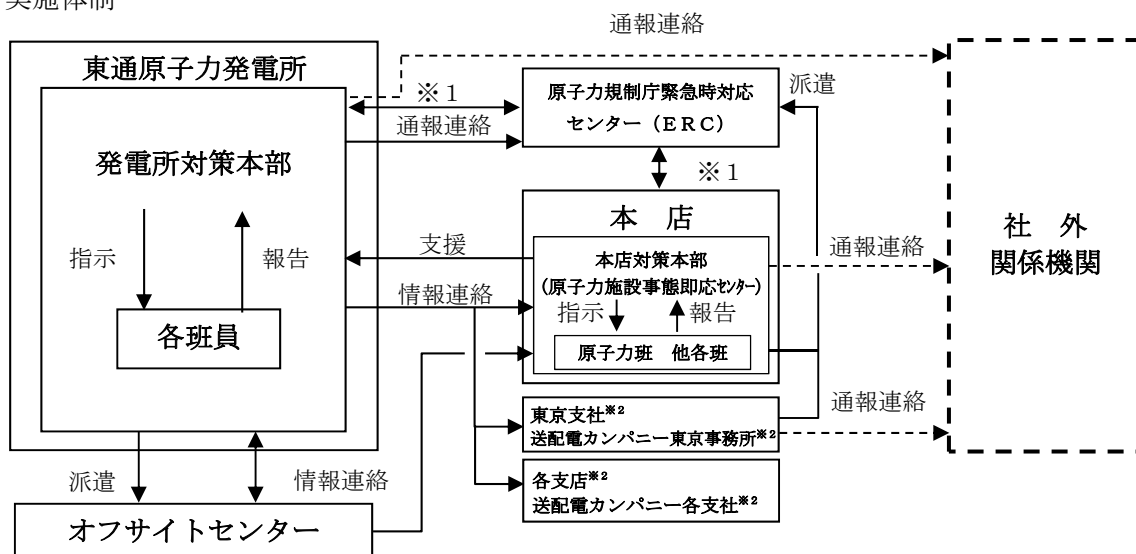 実施体制
通報連絡
東通原子力発電所
発電所対策本部
指示
報告
各班員
※1
通報連絡
原子力規制庁緊急時対応
センター（ERC）
派遣
※1
支援
情報連絡
本　店
本店対策本部
(原子力施設事態即応ｾﾝﾀｰ)
指示
報告
原子力班　他各班
通報連絡
社　外
関係機関
東京支社※2
送配電カンパニー東京事務所※2
通報連絡
各支店※2
送配電カンパニー各支社※2
派遣
情報連絡
オフサイトセンター